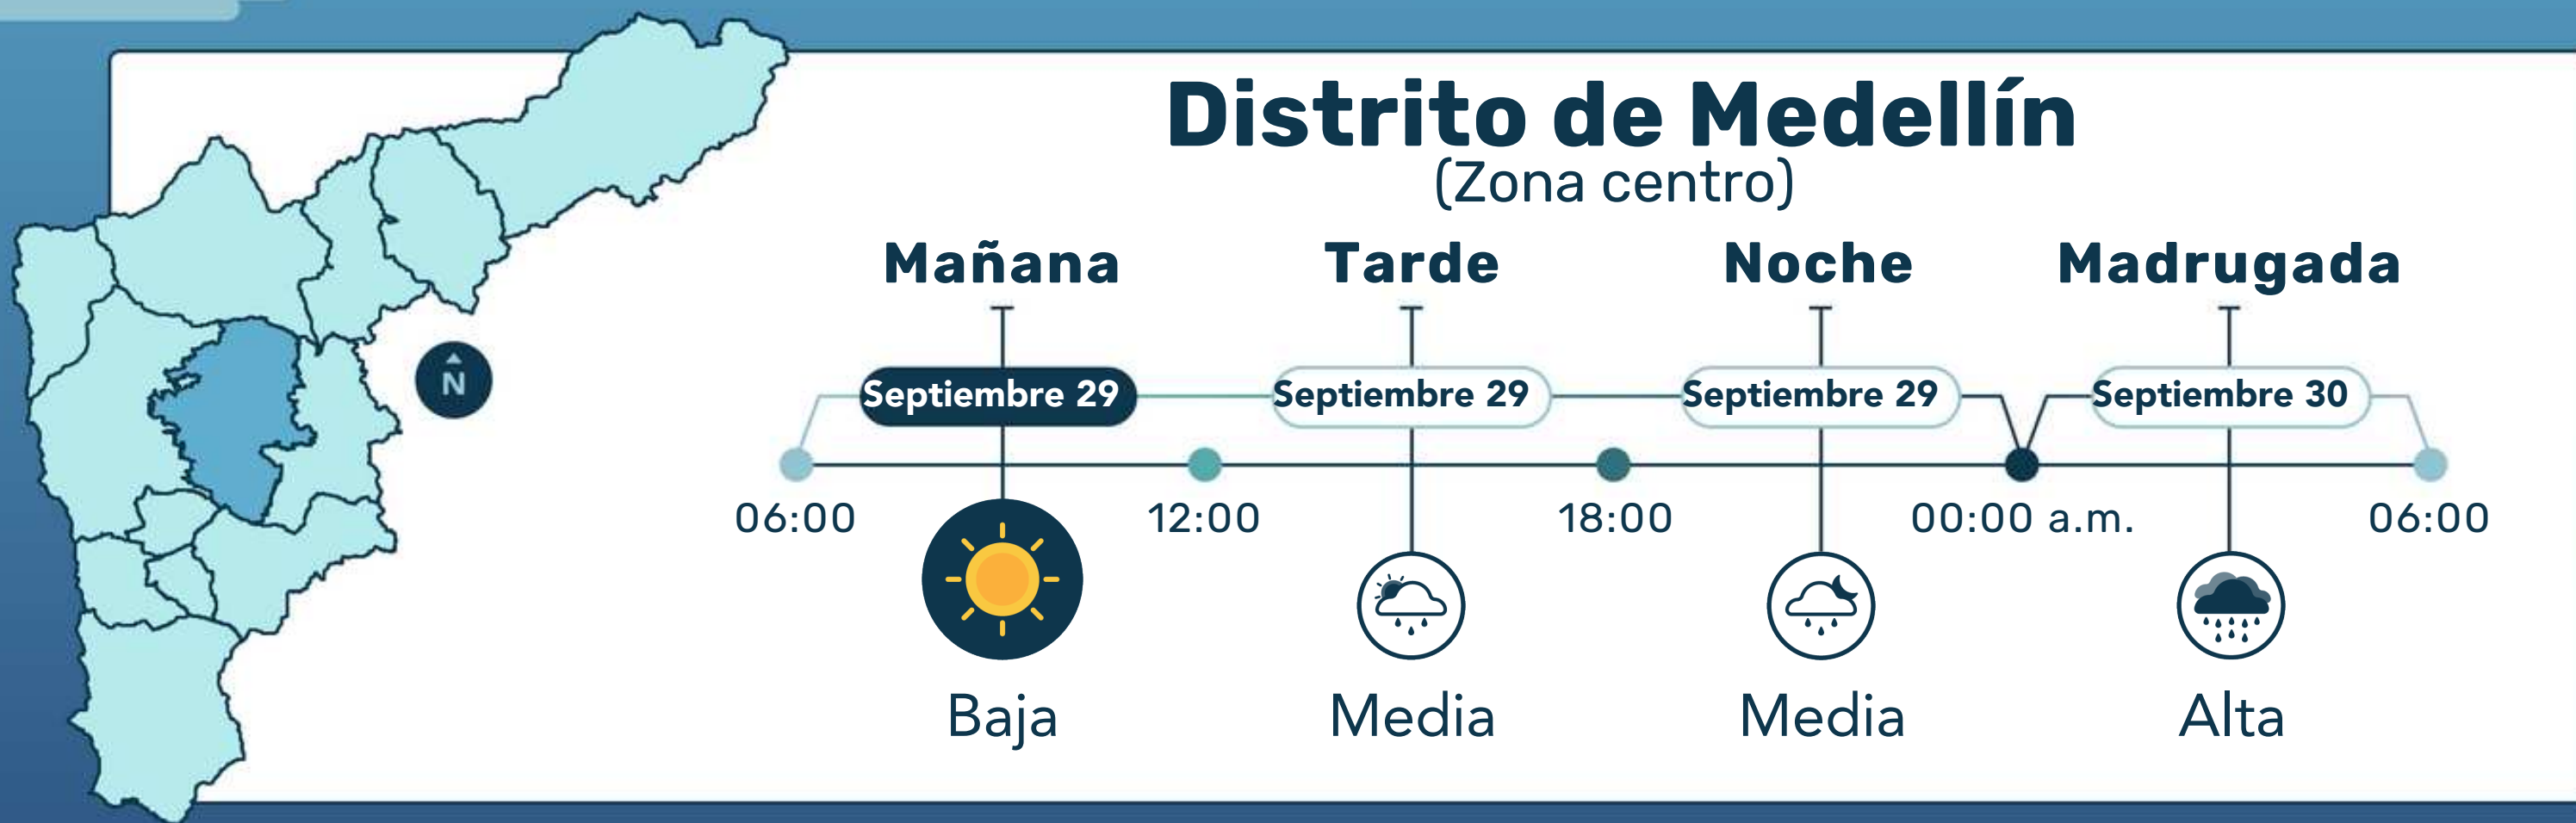 Distrito de Medellín
(Zona centro)
Mañana Tarde Noche Madrugada
Septiembre 29 Septiembre 29 Septiembre 29 Septiembre 30
N
06:00 12:00 18:00 00:00 a.m. 06:00
Baja Media Media Alta